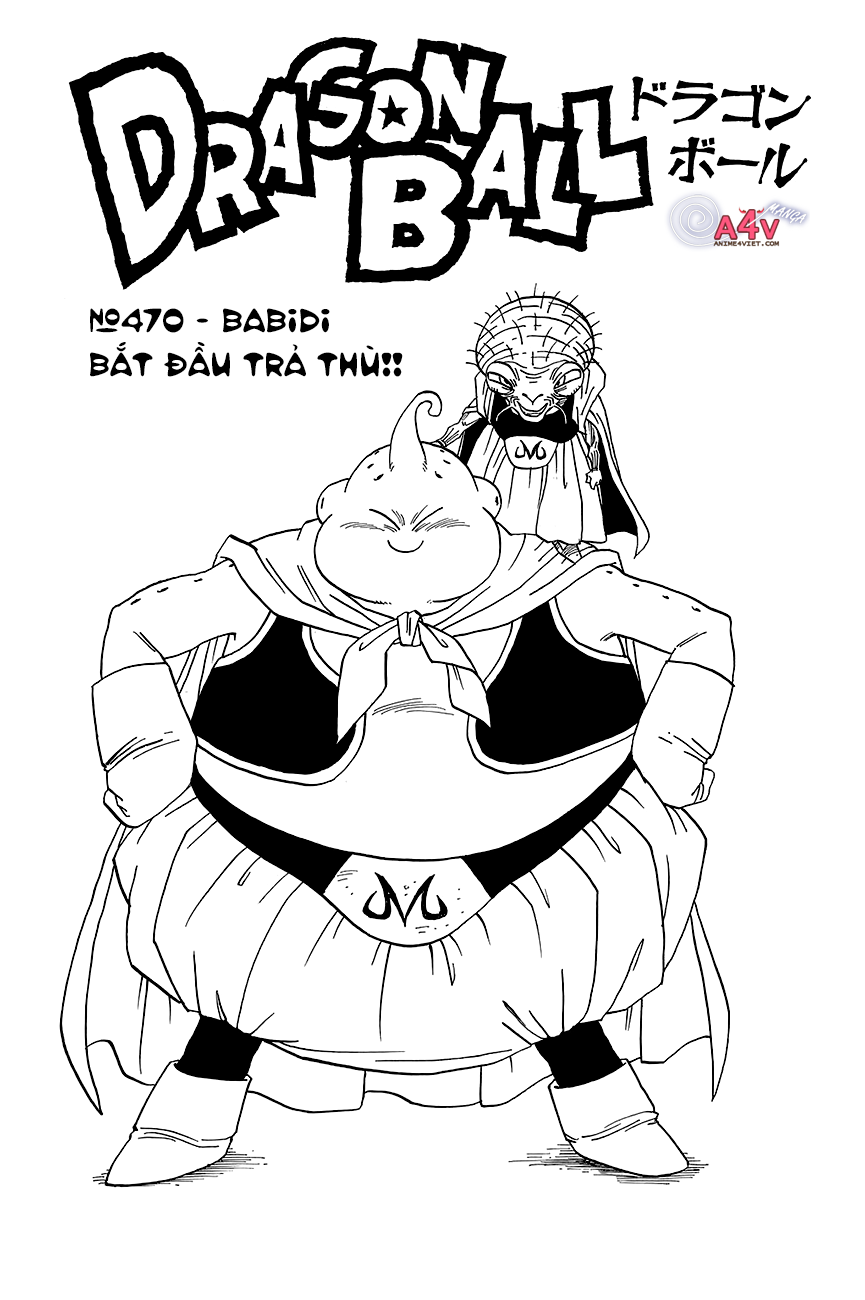 DRAGON BALL
ドラゴン
ボール
A4V MANGA
ANIME4VIET.COM
№470 - BABIDI
BẮT ĐẦU TRẢ THÙ!!
M
M